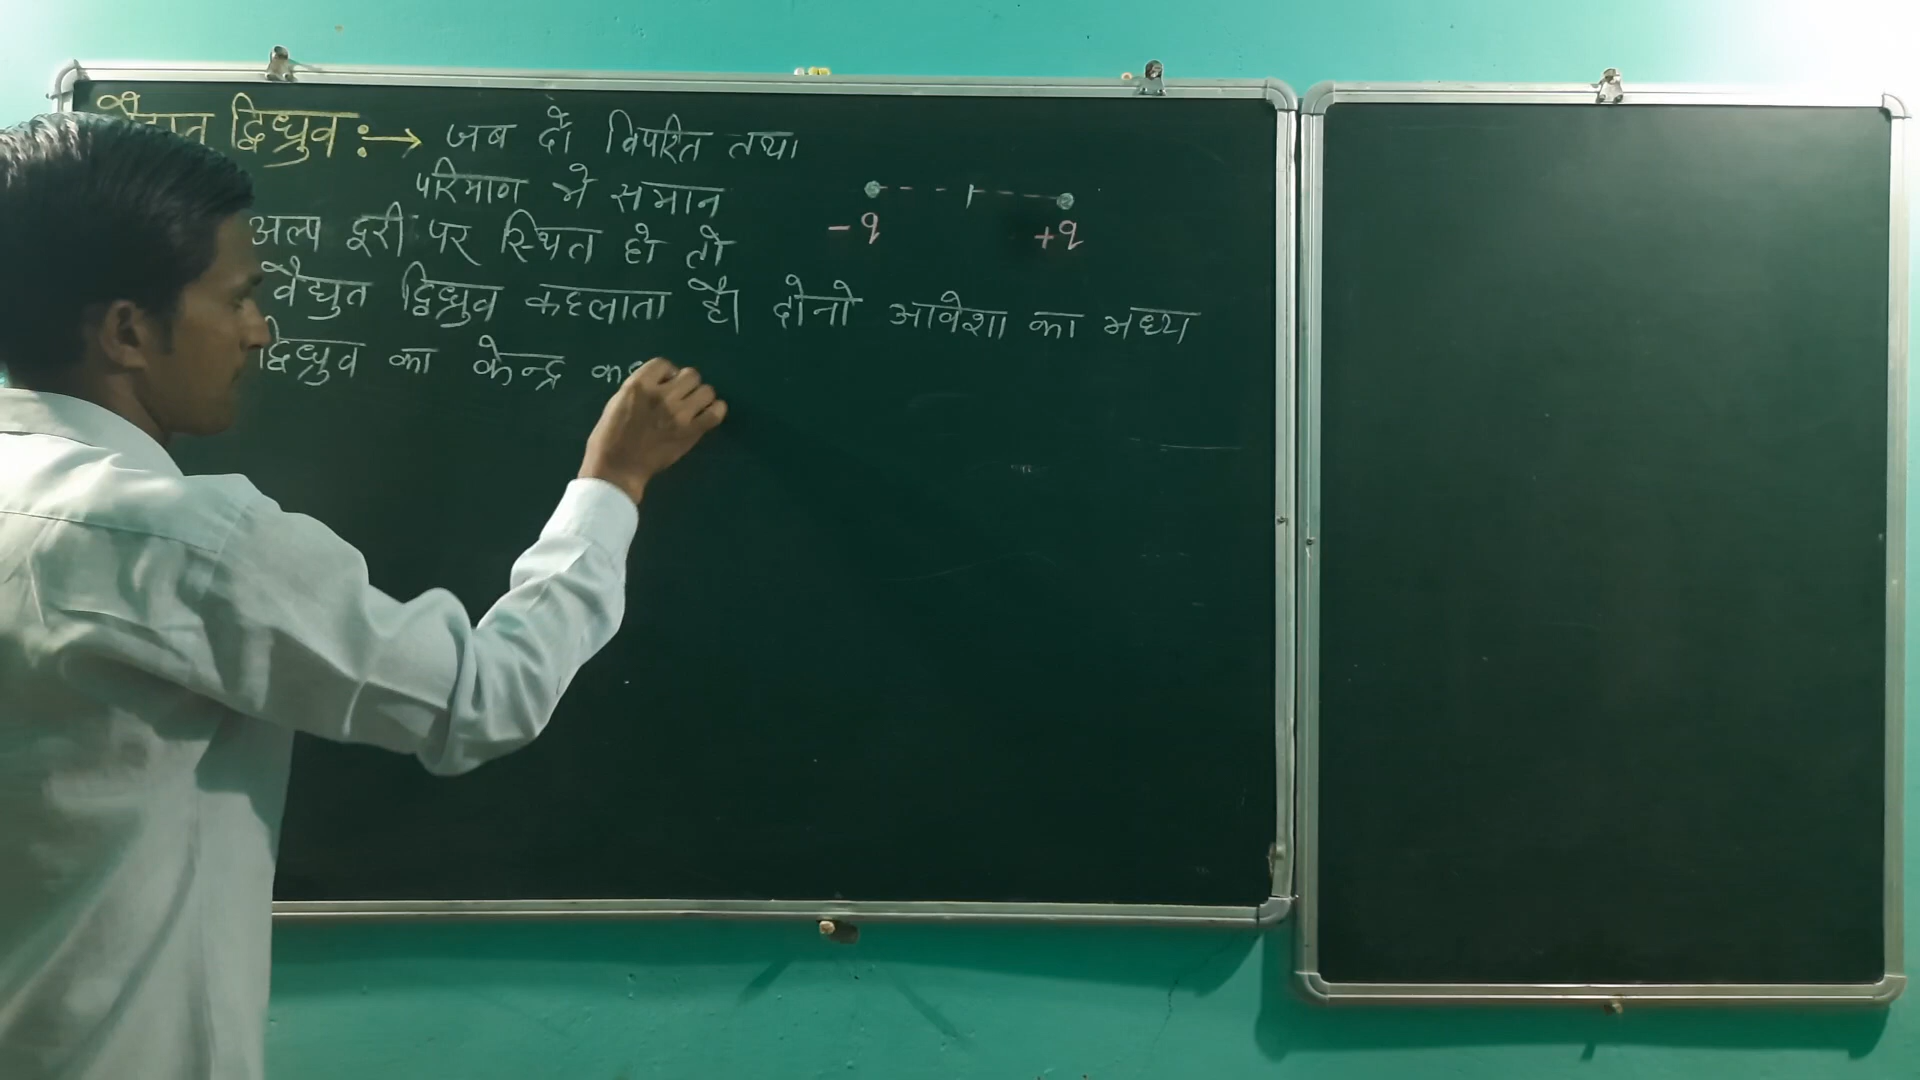 द्विध्रुव :→ जब दो विपरित तथा
परिमाण मे समान
अल्प दूरी पर स्थित हो तो
वैद्युत द्विध्रुव कहलाता है। दोनो आवेशा का मध्य
द्विध्रुव का केन्द्र
-q +q